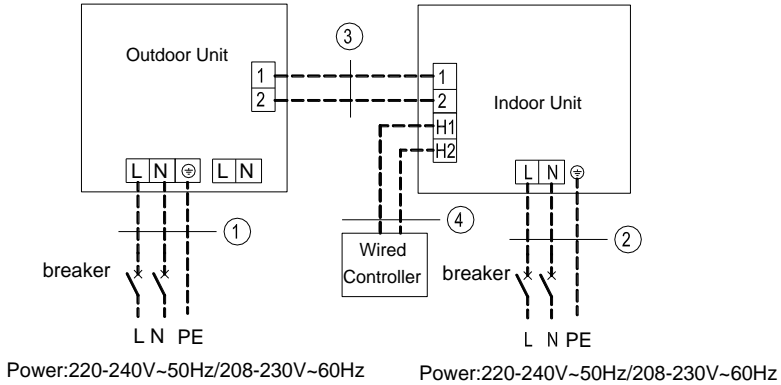 Outdoor Unit
1
2
L N ⏚ L N
3
1
2
H1
H2
Indoor Unit
L N ⏚
1
breaker
L N PE
Power:220-240V~50Hz/208-230V~60Hz
4
Wired
Controller
2
breaker
L N PE
Power:220-240V~50Hz/208-230V~60Hz